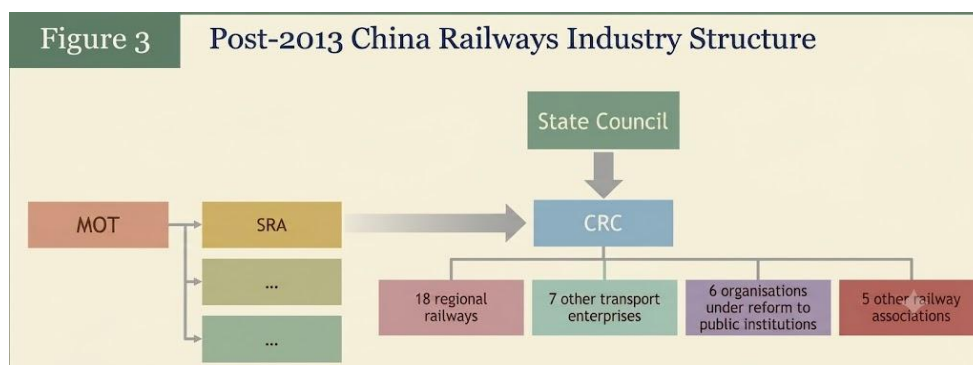 Figure 3
Post-2013 China Railways Industry Structure
State Council
MOT
SRA
CRC
...
...
18 regional
railways
7 other transport
enterprises
6 organisations
under reform to
public institutions
5 other railway
associations